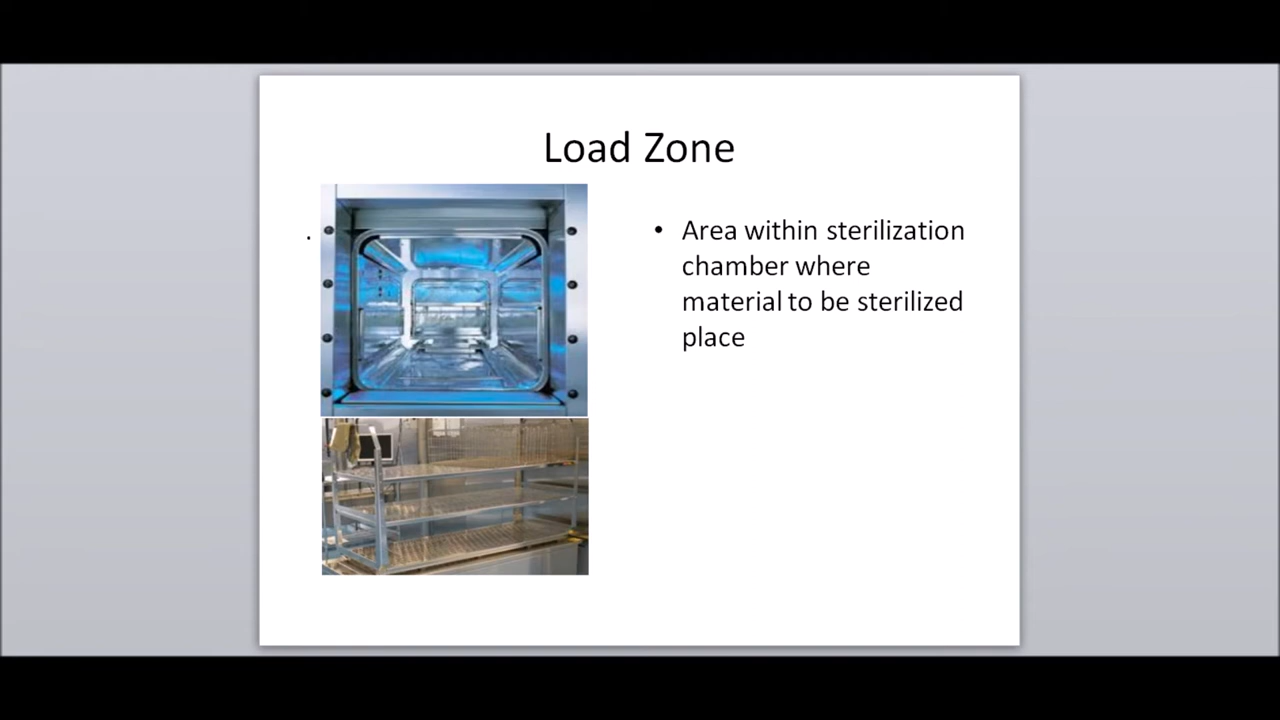 Load Zone
• Area within sterilization
chamber where
material to be sterilized
place